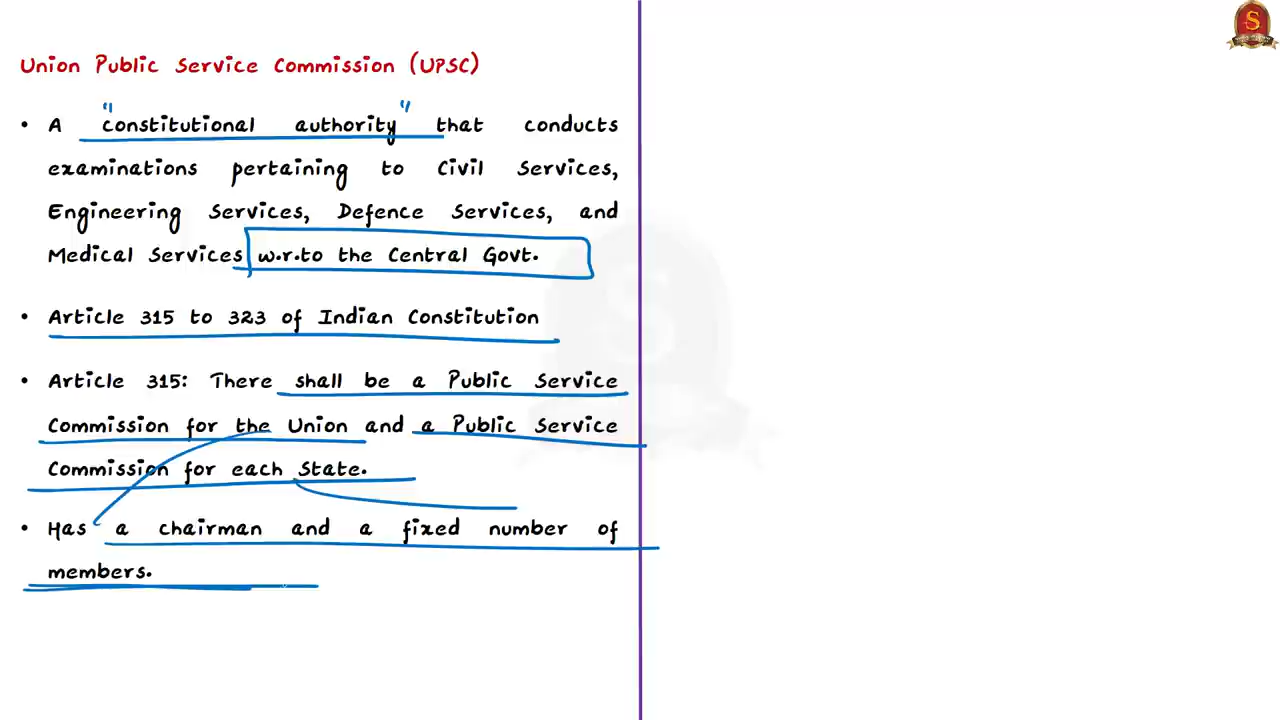 Union Public Service Commission (UPSC)
• A "constitutional authority" that conducts
examinations pertaining to Civil Services,
Engineering Services, Defence Services, and
Medical Services w.r.to the Central Govt.
• Article 315 to 323 of Indian Constitution
• Article 315: There shall be a Public Service
Commission for the Union and a Public Service
Commission for each State.
• Has a chairman and a fixed number of
members.
S